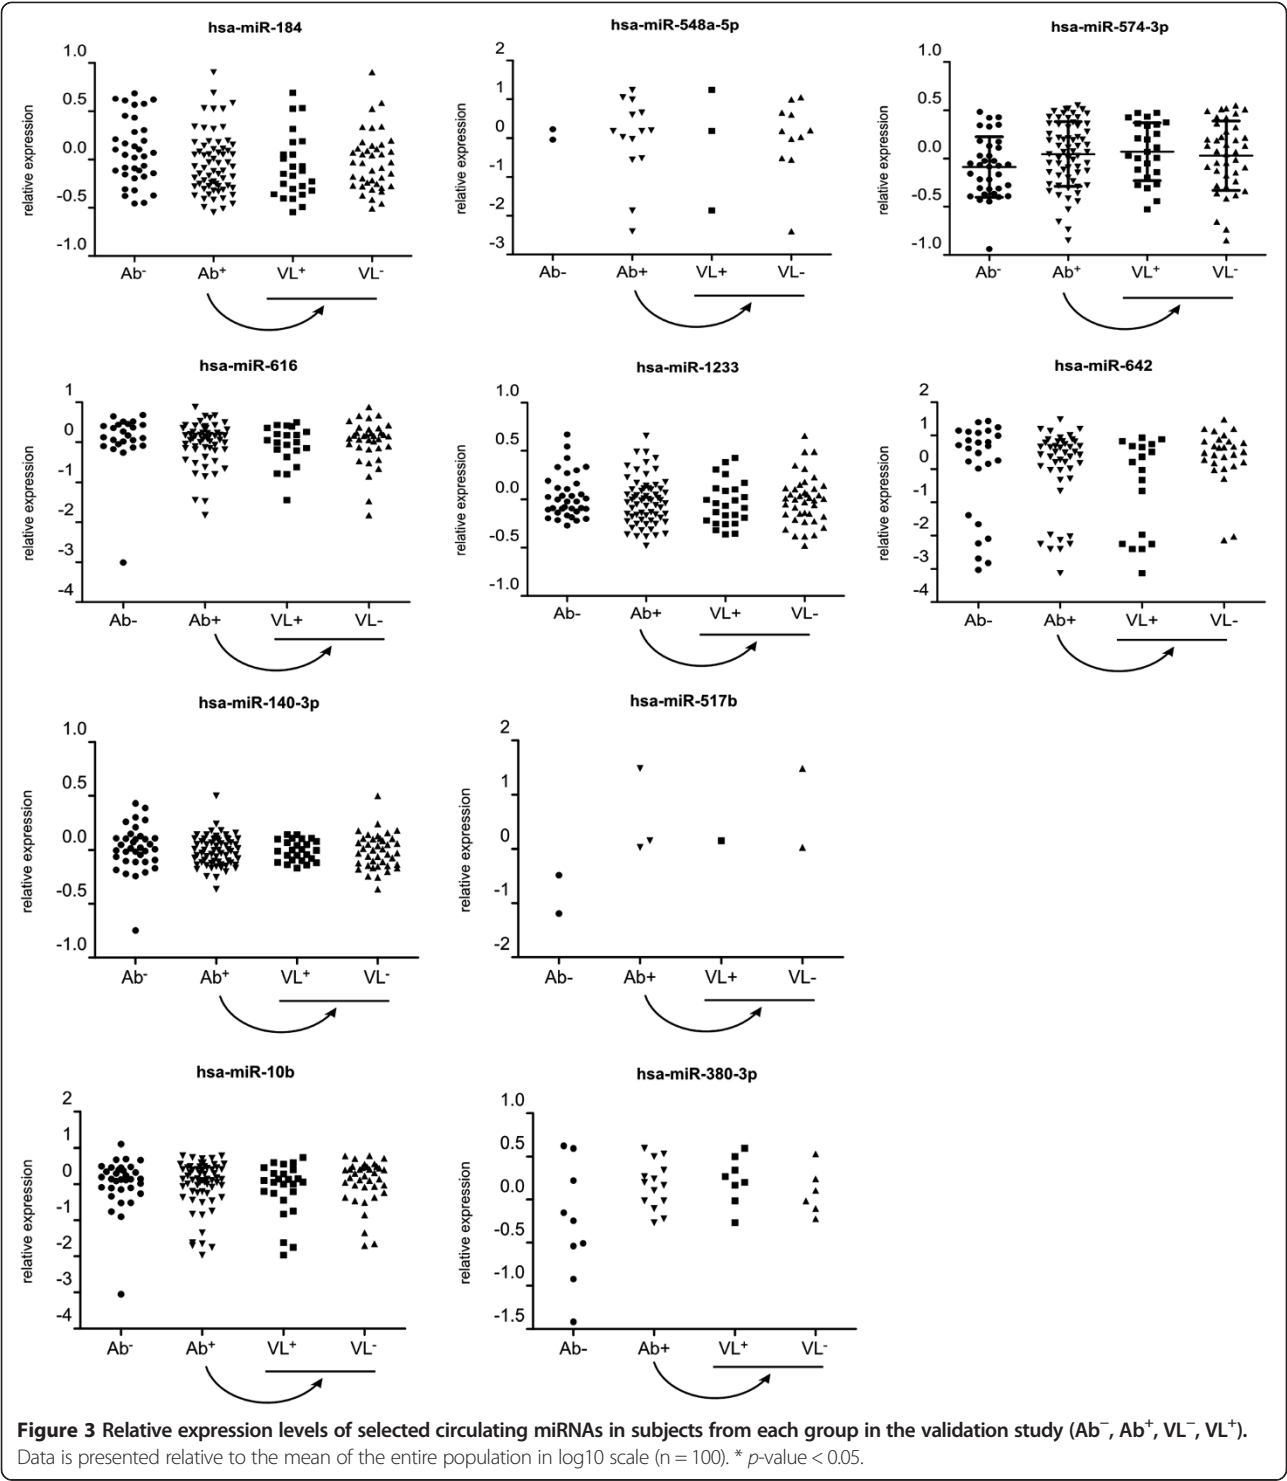 hsa-miR-184
1.0
0.5
0.0
-0.5
-1.0
relative expression
Ab⁻ Ab⁺ VL⁺ VL⁻
hsa-miR-548a-5p
2
1
0
-1
-2
-3
relative expression
Ab- Ab+ VL+ VL-
hsa-miR-574-3p
1.0
0.5
0.0
-0.5
-1.0
relative expression
Ab⁻ Ab⁺ VL⁺ VL⁻
hsa-miR-616
1
0
-1
-2
-3
-4
relative expression
Ab- Ab+ VL+ VL-
hsa-miR-1233
1.0
0.5
0.0
-0.5
-1.0
relative expression
Ab- Ab+ VL+ VL-
hsa-miR-642
2
1
0
-1
-2
-3
-4
relative expression
Ab- Ab+ VL+ VL-
hsa-miR-140-3p
1.0
0.5
0.0
-0.5
-1.0
relative expression
Ab⁻ Ab⁺ VL⁺ VL⁻
hsa-miR-517b
2
1
0
-1
-2
relative expression
Ab- Ab+ VL+ VL-
hsa-miR-10b
2
1
0
-1
-2
-3
-4
relative expression
Ab⁻ Ab⁺ VL⁺ VL⁻
hsa-miR-380-3p
1.0
0.5
0.0
-0.5
-1.0
-1.5
relative expression
Ab- Ab+ VL⁺ VL⁻
Figure 3 Relative expression levels of selected circulating miRNAs in subjects from each group in the validation study (Ab⁻, Ab⁺, VL⁻, VL⁺).
Data is presented relative to the mean of the entire population in log10 scale (n = 100). * p-value < 0.05.